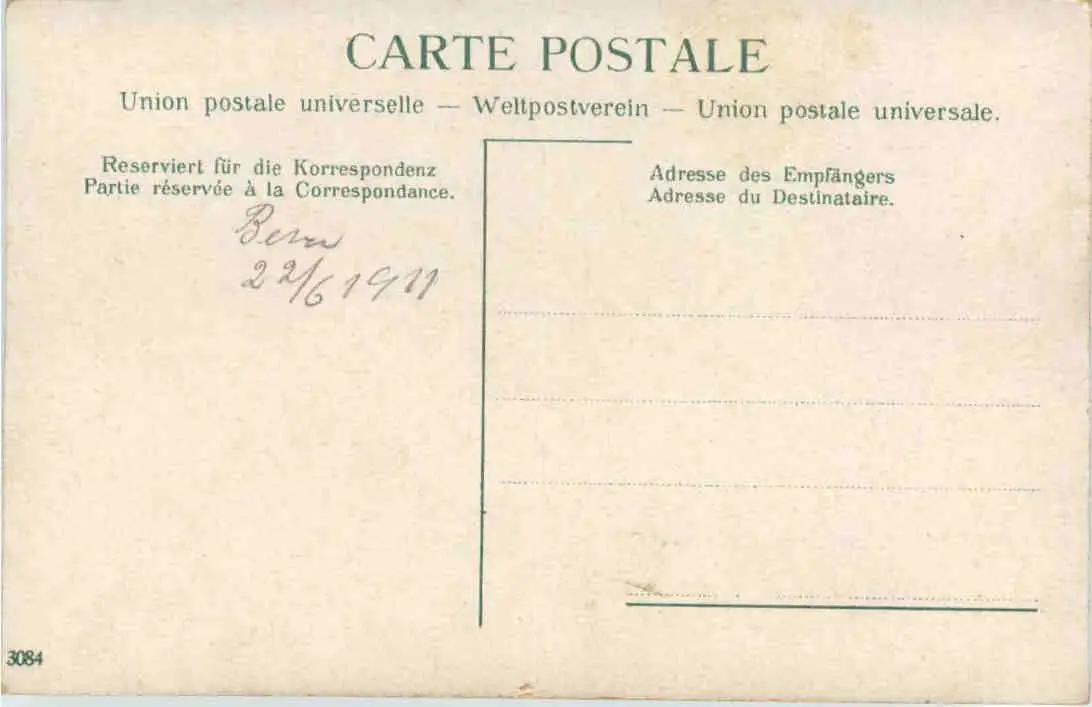 CARTE POSTALE
Union postale universelle — Weltpostverein — Union postale universale.
Reserviert für die Korrespondenz
Partie réservée à la Correspondance.
Adresse des Empfängers
Adresse du Destinataire.
Bern
22/6 1911
3084